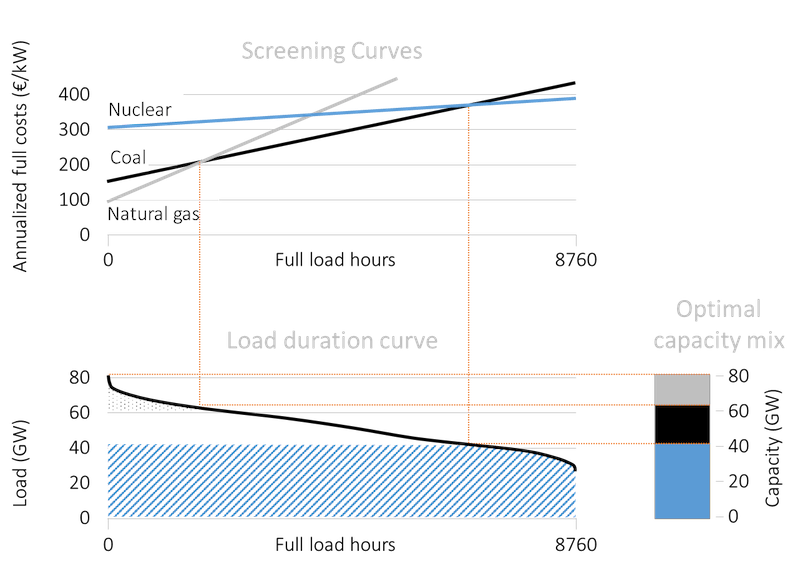 Screening Curves
Annualized full costs (€/kW)
400
300
200
100
0
Nuclear
Coal
Natural gas
0
Full load hours
8760
Load duration curve
Load (GW)
80
60
40
20
0
0
Full load hours
8760
Optimal
capacity mix
80
60
40
20
0
Capacity (GW)